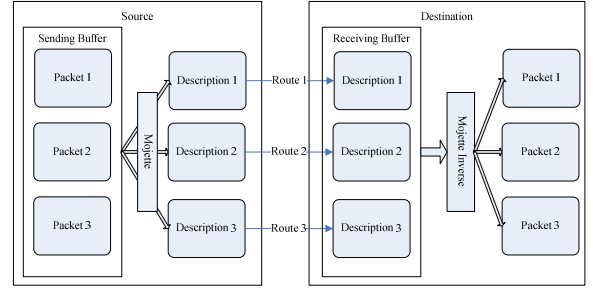 Source
Destination
Sending Buffer
Receiving Buffer
Packet 1
Description 1
Route 1
Description 1
Packet 1
Packet 2
Mojette
Description 2
Route 2
Description 2
Mojette Inverse
Packet 2
Packet 3
Description 3
Route 3
Description 3
Packet 3